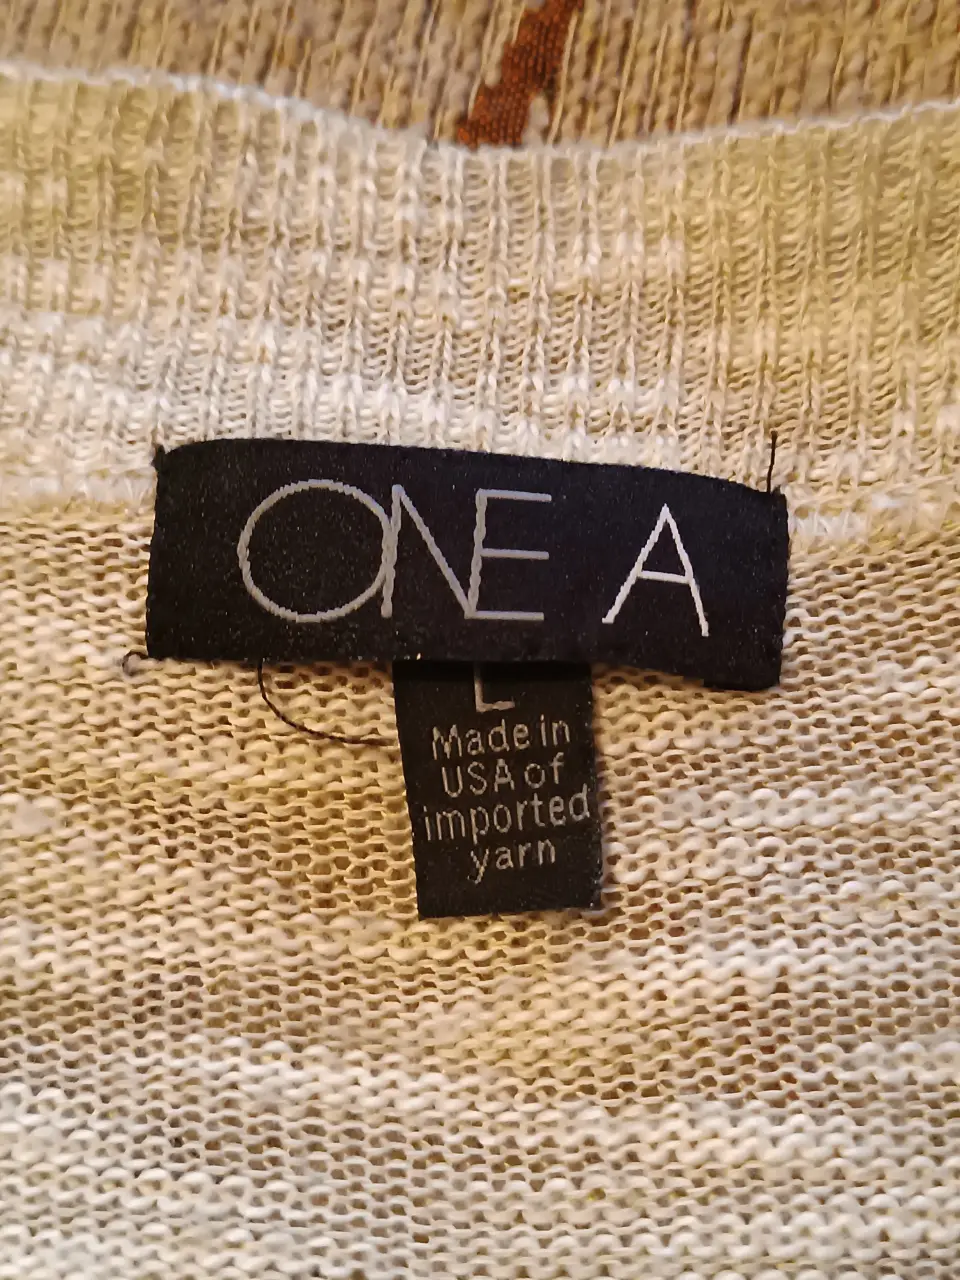 ONE A
L
Made in
USA of
imported
yarn